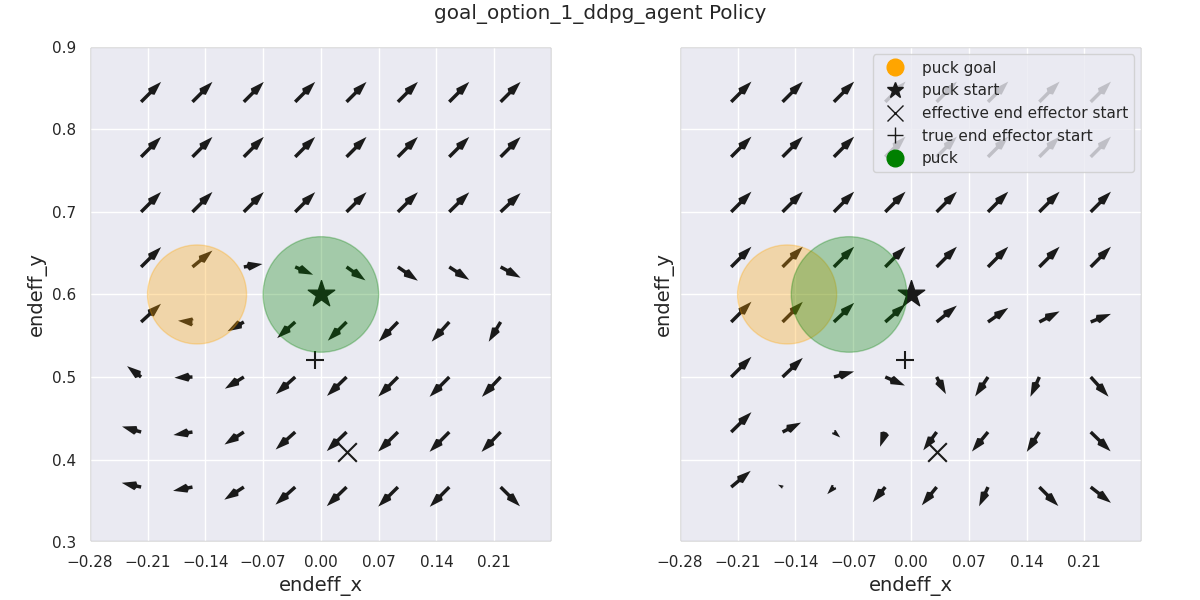 goal_option_1_ddpg_agent Policy
0.9
0.8
0.7
0.6
0.5
0.4
0.3
endeff_y
−0.28 −0.21 −0.14 −0.07 0.00 0.07 0.14 0.21
endeff_x
endeff_y
puck goal
puck start
effective end effector start
true end effector start
puck
−0.28 −0.21 −0.14 −0.07 0.00 0.07 0.14 0.21
endeff_x